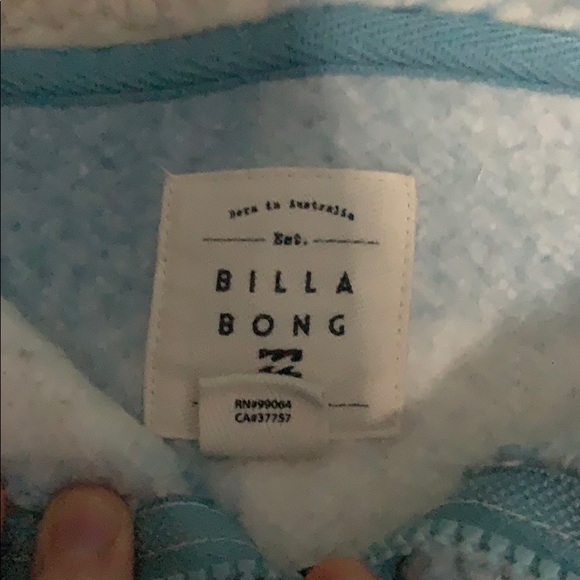 Born in Australia
Est.
BILLA
BONG
RN#99064
CA#37757